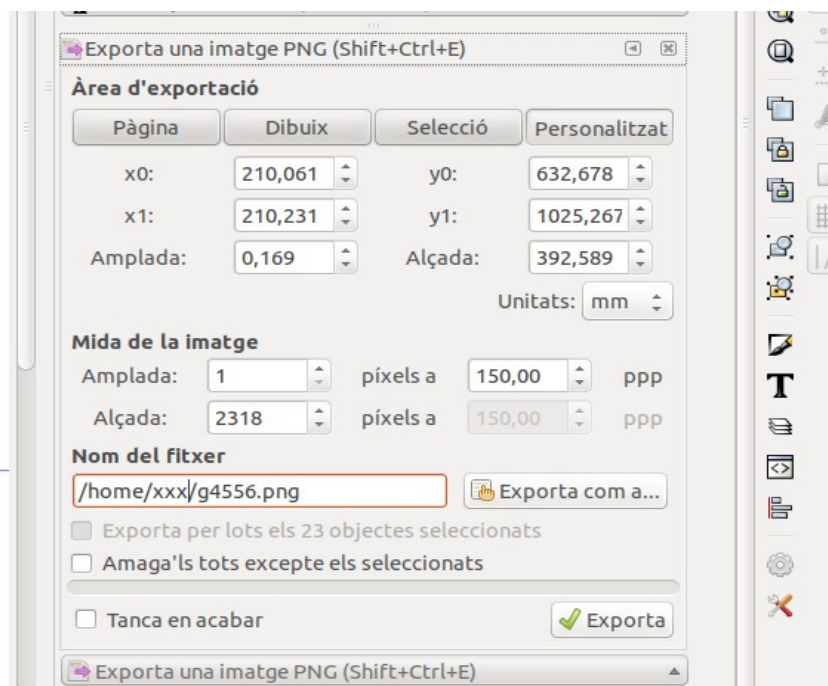 Exporta una imatge PNG (Shift+Ctrl+E)
Àrea d'exportació
Pàgina Dibuix Selecció Personalitzat
x0: 210,061 y0: 632,678
x1: 210,231 y1: 1025,267
Amplada: 0,169 Alçada: 392,589
Unitats: mm
Mida de la imatge
Amplada: 1 píxels a 150,00 ppp
Alçada: 2318 píxels a 150,00 ppp
Nom del fitxer
/home/xxx/g4556.png Exporta com a...
Exporta per lots els 23 objectes seleccionats
Amaga'ls tots excepte els seleccionats
Tanca en acabar Exporta
Exporta una imatge PNG (Shift+Ctrl+E)